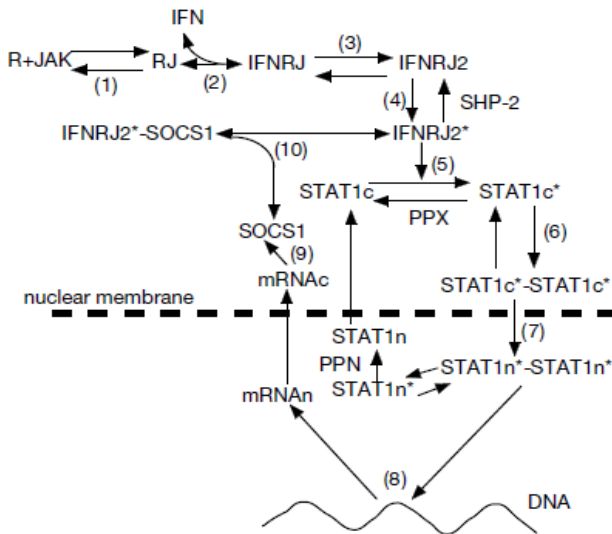 IFN
R+JAK
RJ
IFNRJ
(3)
IFNRJ2
(1)
(2)
(4)
SHP-2
IFNRJ2*-SOCS1
(10)
IFNRJ2*
(5)
STAT1c
STAT1c*
PPX
SOCS1
(6)
(9)
mRNAc
STAT1c*-STAT1c*
nuclear membrane
(7)
STAT1n
PPN
STAT1n*-STAT1n*
STAT1n*
mRNAn
(8)
DNA